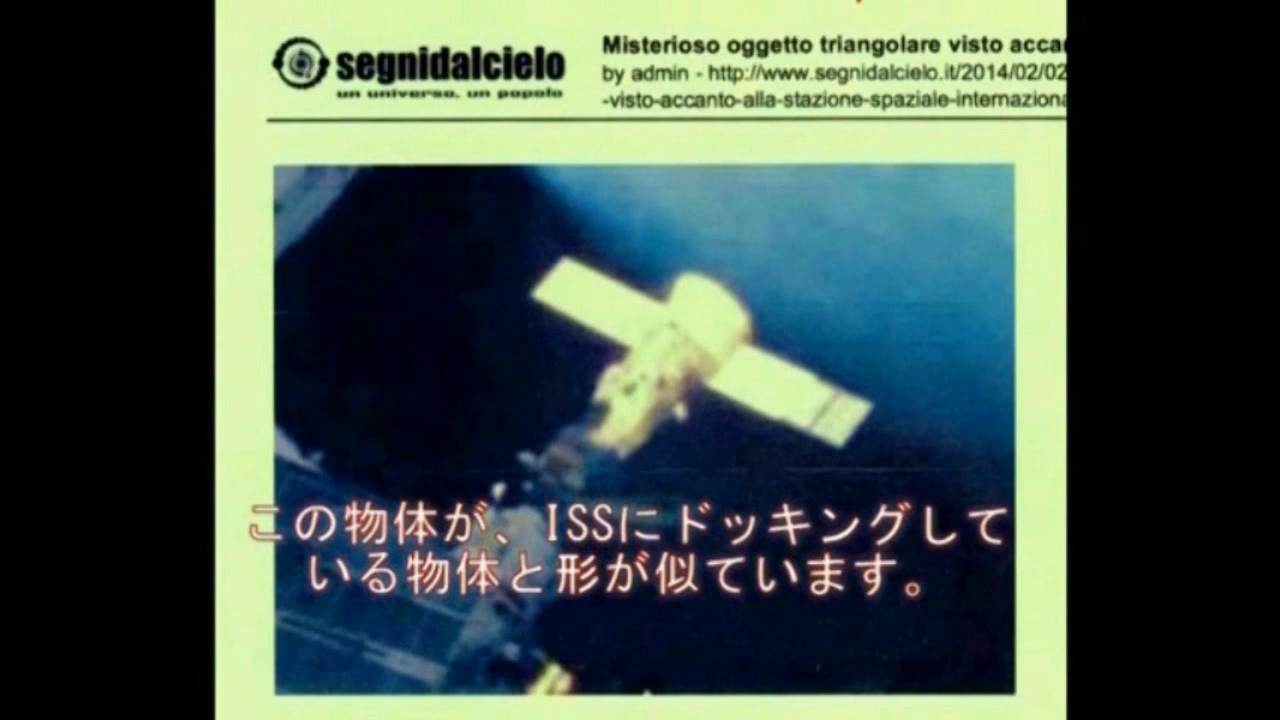 segnidalcielo
un universo. un popolo
Misterioso oggetto triangolare visto
by admin - http://www.segnidalcielo.it/2014/02/02
-visto-accanto-alla-stazione-spaziale-internaziona
この物体が、ISSにドッキングして
いる物体と形が似ています。